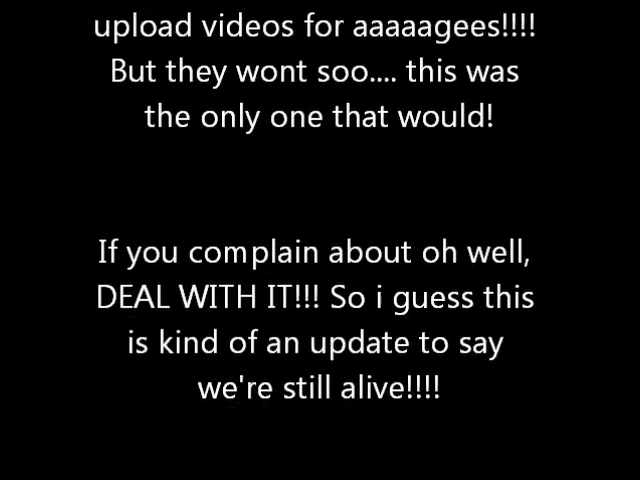 upload videos for aaaaagees!!!!
But they wont soo.... this was
the only one that would!
If you complain about oh well,
DEAL WITH IT!!! So i guess this
is kind of an update to say
we're still alive!!!!